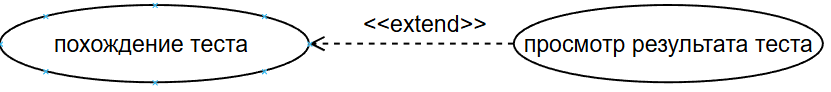 <<extend>>
похождение теста
просмотр результата теста